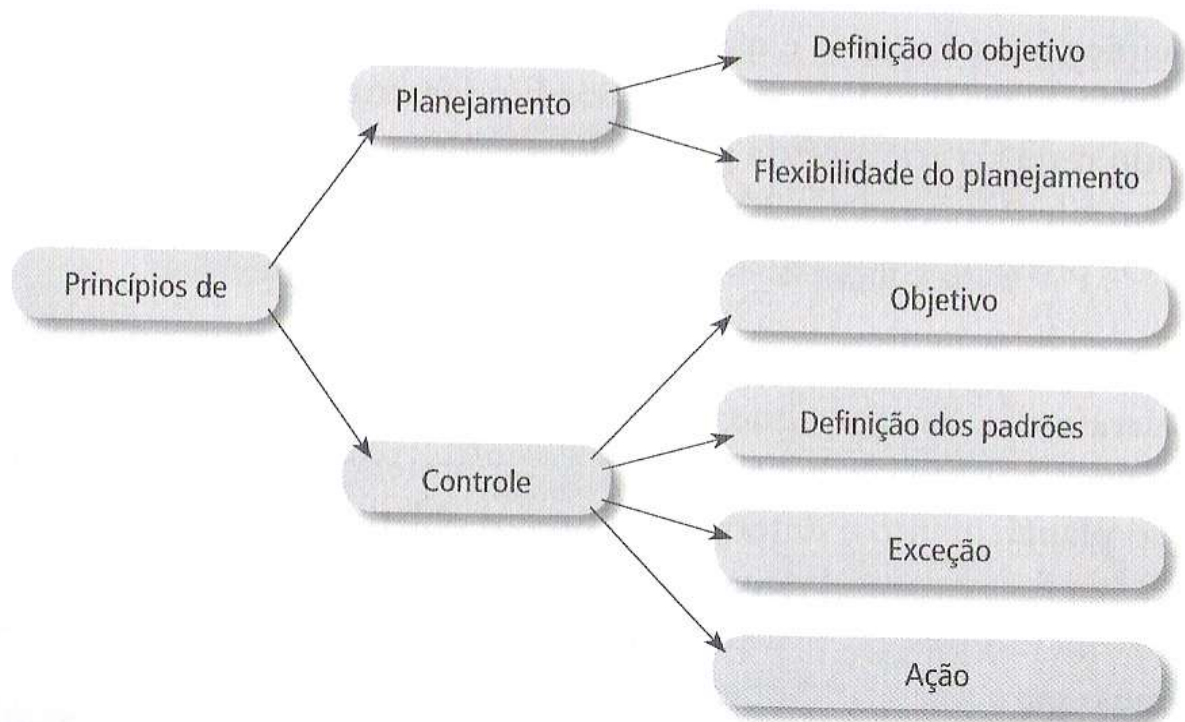 Princípios de
Planejamento
Definição do objetivo
Flexibilidade do planejamento
Controle
Objetivo
Definição dos padrões
Exceção
Ação